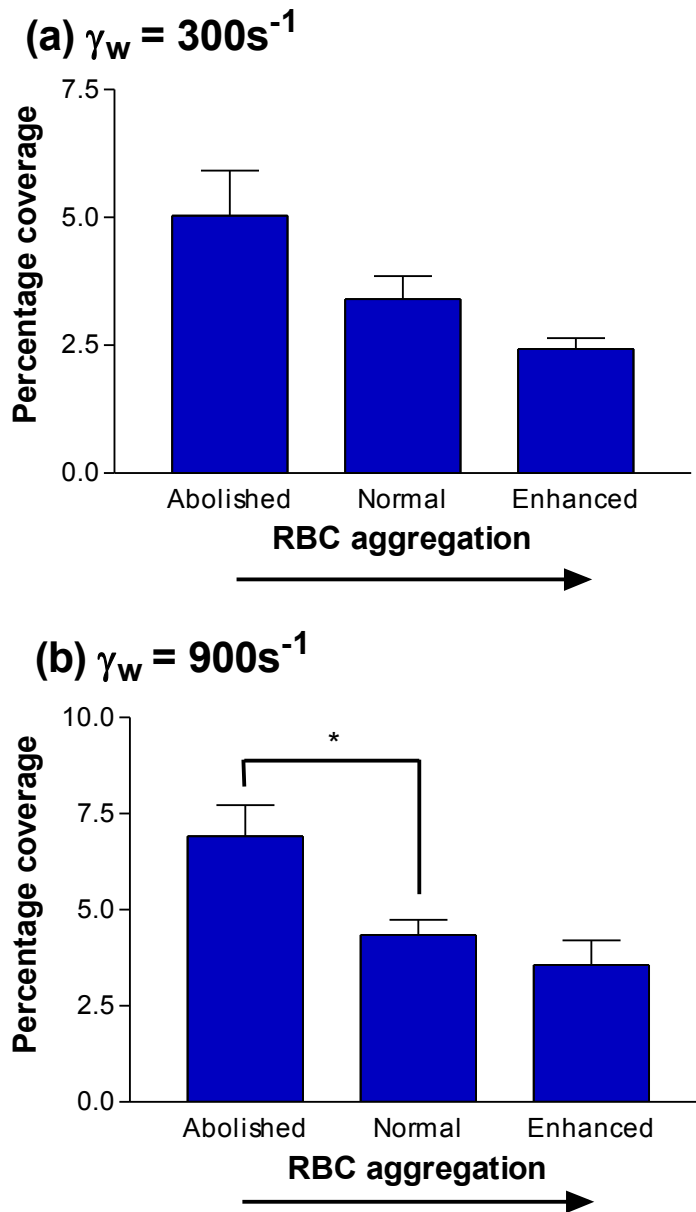 (a) γw = 300s-1
Percentage coverage
7.5
5.0
2.5
0.0
Abolished Normal Enhanced
RBC aggregation
(b) γw = 900s-1
Percentage coverage
10.0
7.5
5.0
2.5
0.0
*
Abolished Normal Enhanced
RBC aggregation